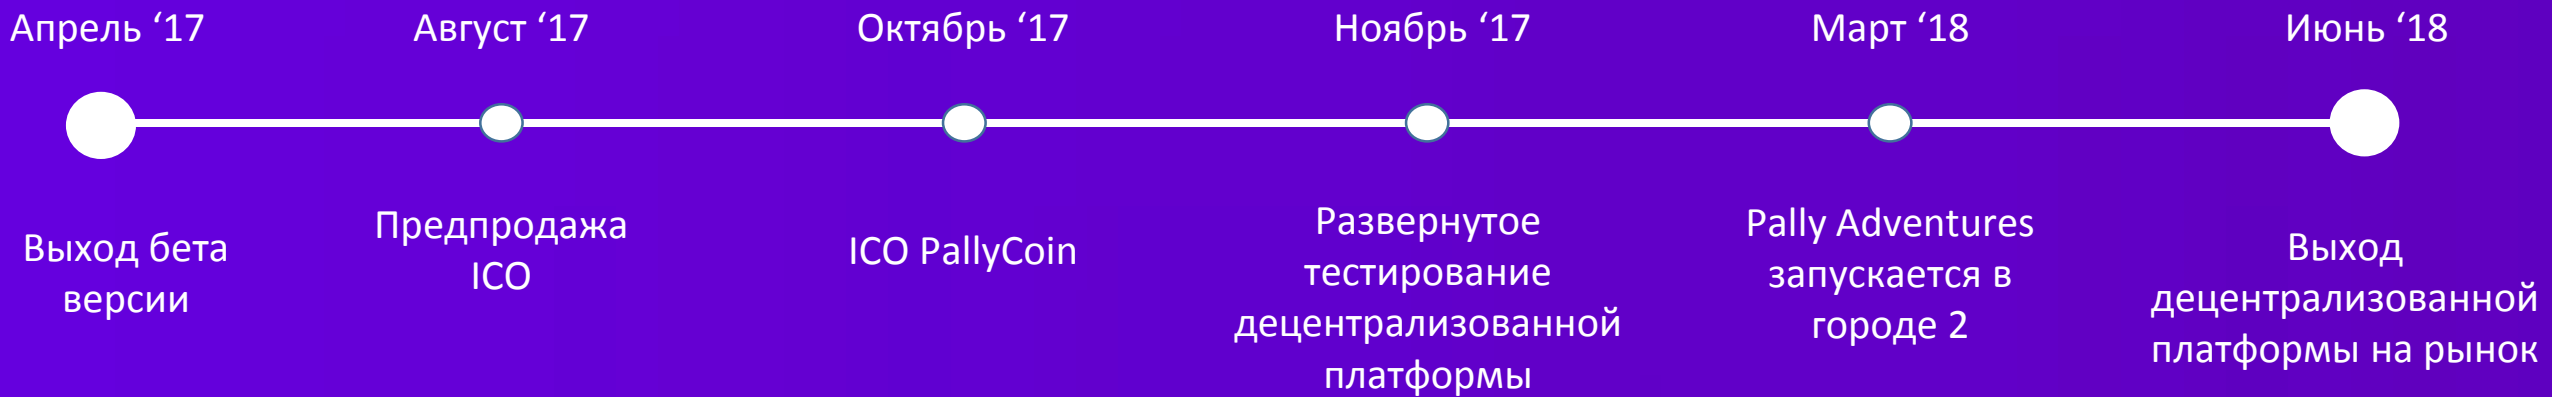 Апрель ‘17
Выход бета
версии
Август ‘17
Предпродажа
ICO
Октябрь ‘17
ICO PallyCoin
Ноябрь ‘17
Развернутое
тестирование
децентрализованной
платформы
Март ‘18
Pally Adventures
запускается в
городе 2
Июнь ‘18
Выход
децентрализованной
платформы на рынок